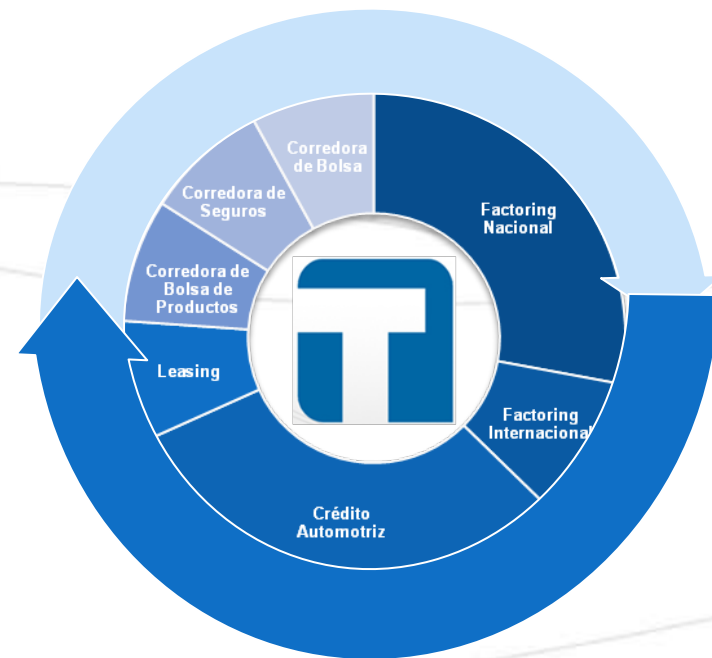 Corredora
de Bolsa
Factoring
Nacional
Corredora de
Seguros
Corredora de
Bolsa de
Productos
Leasing
Factoring
Internacional
Crédito
Automotriz
T